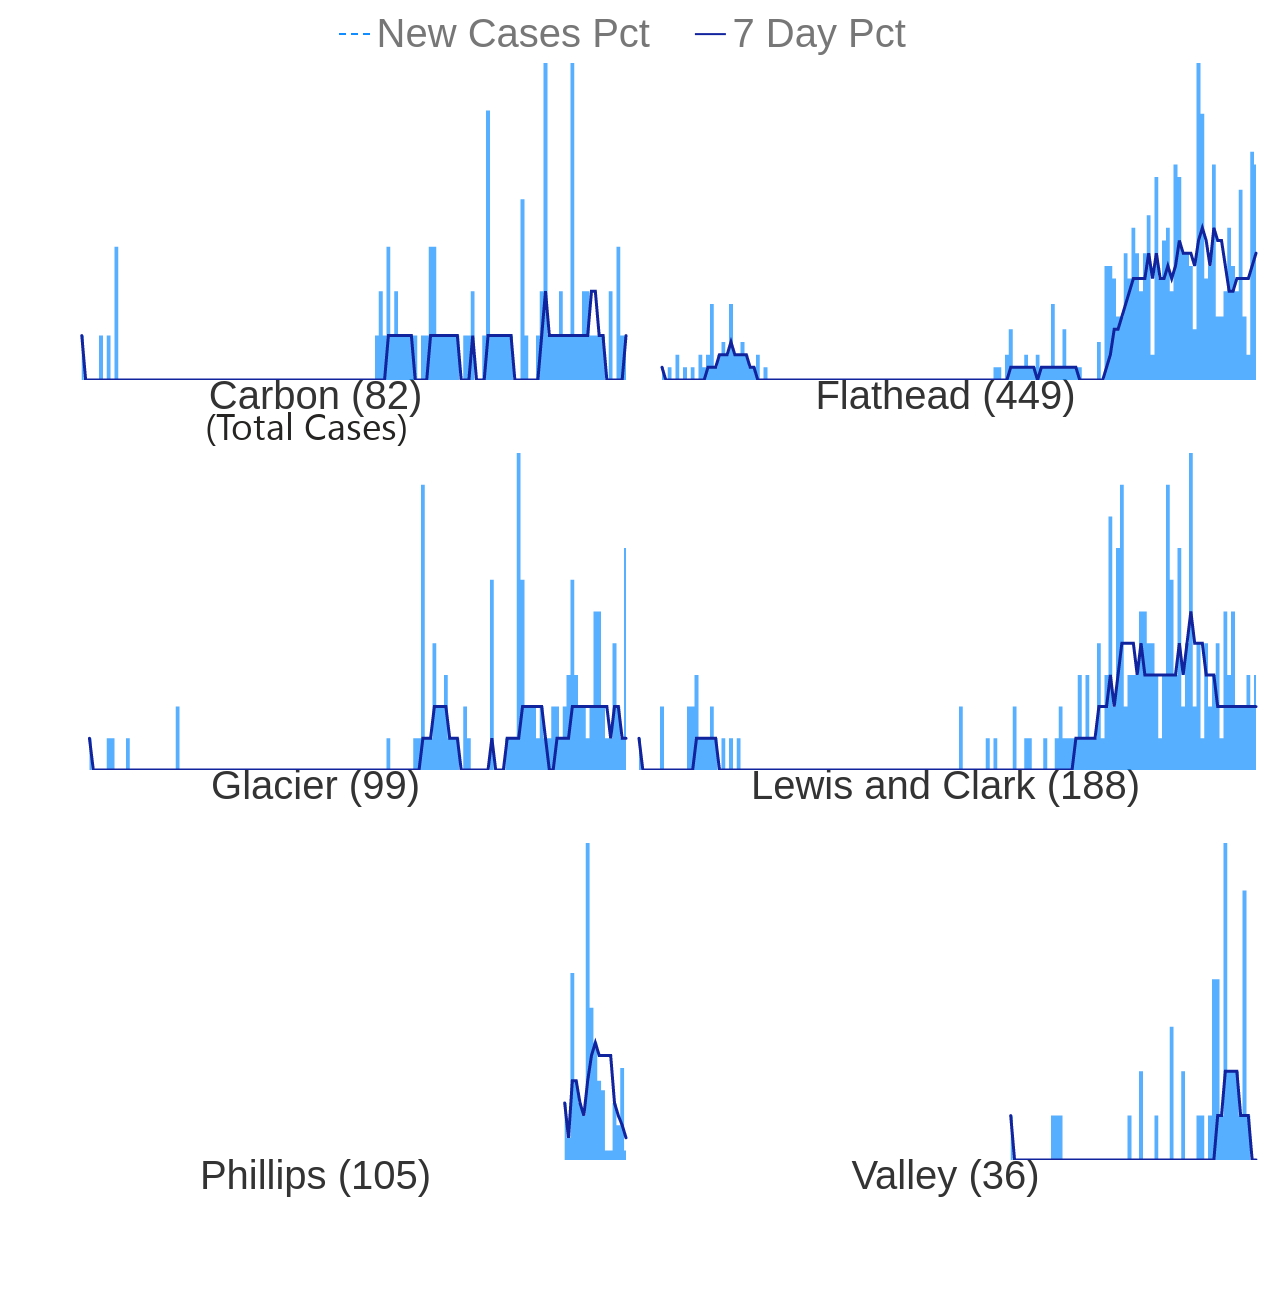 New Cases Pct 7 Day Pct
Carbon (82) Flathead (449)
(Total Cases)
Glacier (99) Lewis and Clark (188)
Phillips (105) Valley (36)